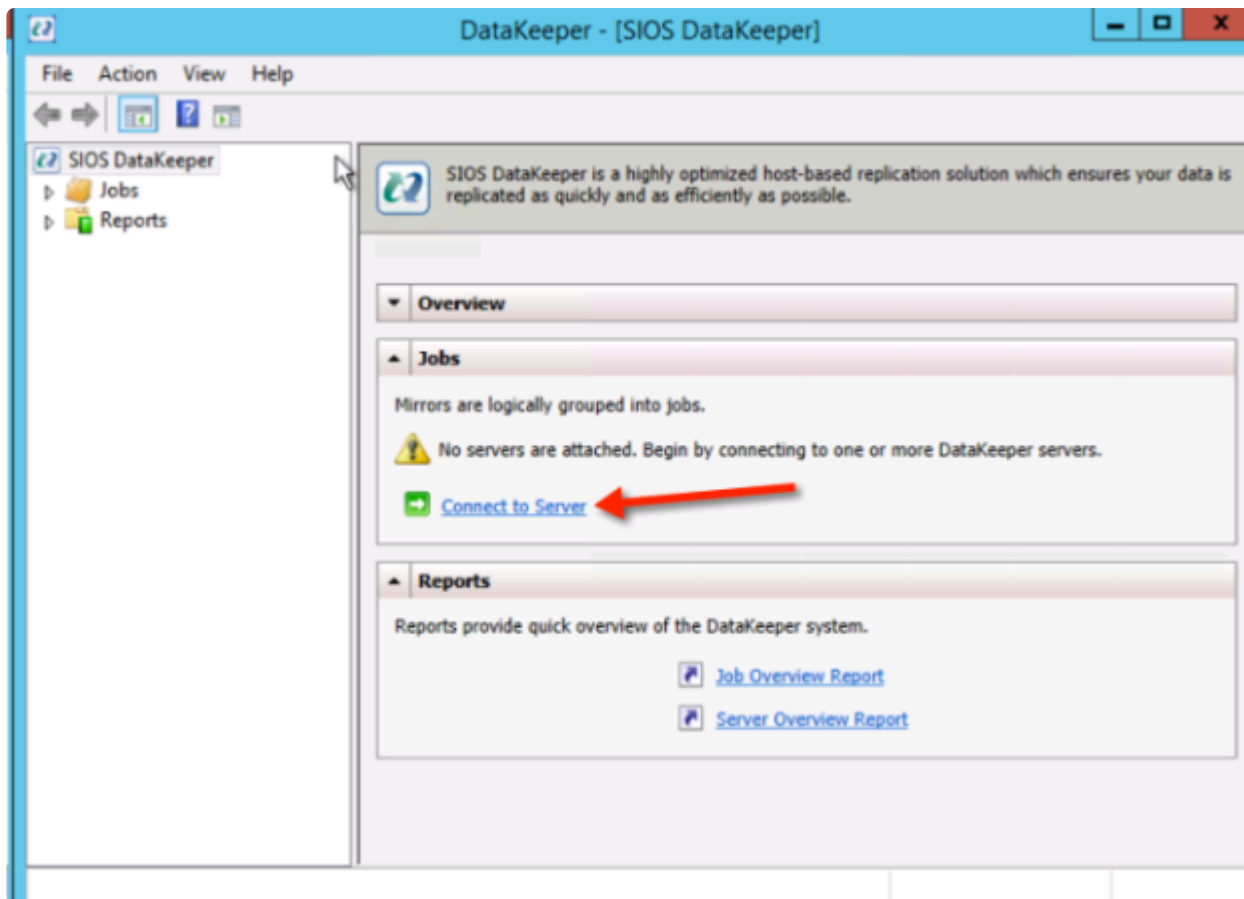 DataKeeper - [SIOS DataKeeper]
File Action View Help
SIOS DataKeeper
Jobs
Reports
SIOS DataKeeper is a highly optimized host-based replication solution which ensures your data is
replicated as quickly and as efficiently as possible.
Overview
Jobs
Mirrors are logically grouped into jobs.
No servers are attached. Begin by connecting to one or more DataKeeper servers.
Connect to Server
Reports
Reports provide quick overview of the DataKeeper system.
Job Overview Report
Server Overview Report